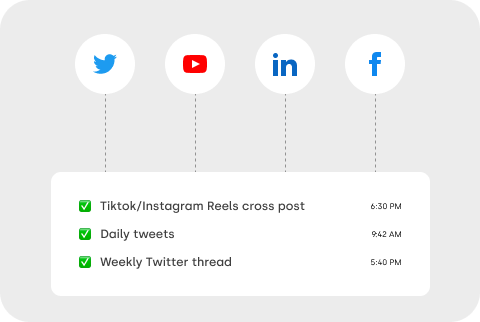 Tiktok/Instagram Reels cross post 6:30 PM
Daily tweets 9:42 AM
Weekly Twitter thread 5:40 PM